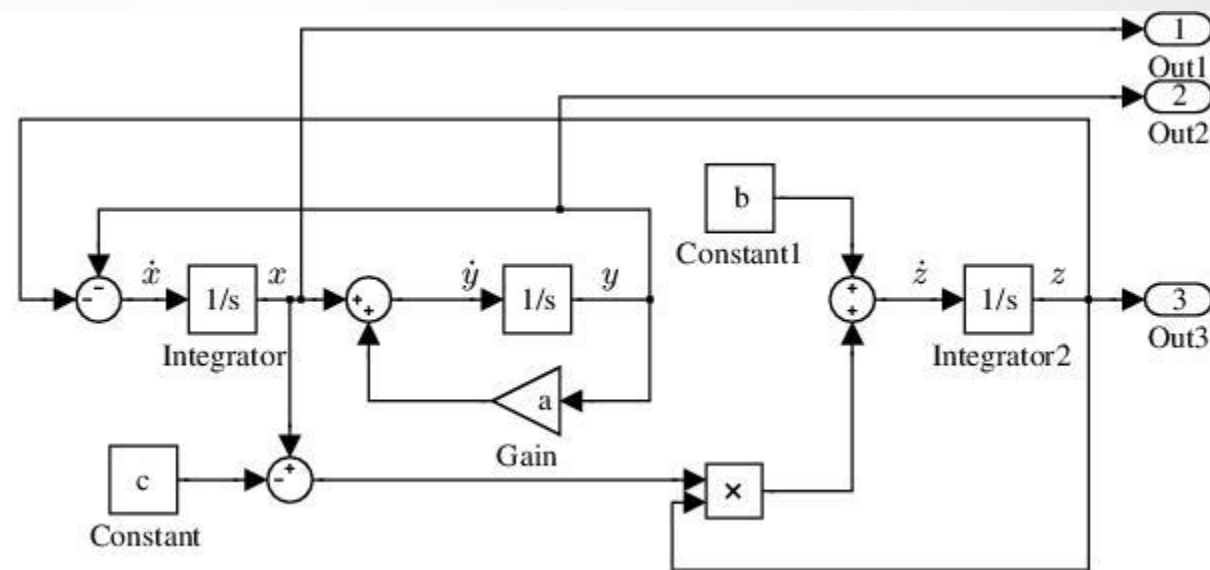 1
Out1
2
Out2
b
Constant1
ẋ
x
ẏ
y
ż
z
- -
1/s
+ +
1/s
+ +
1/s
3
Out3
Integrator
Integrator2
a
Gain
c
- +
×
Constant